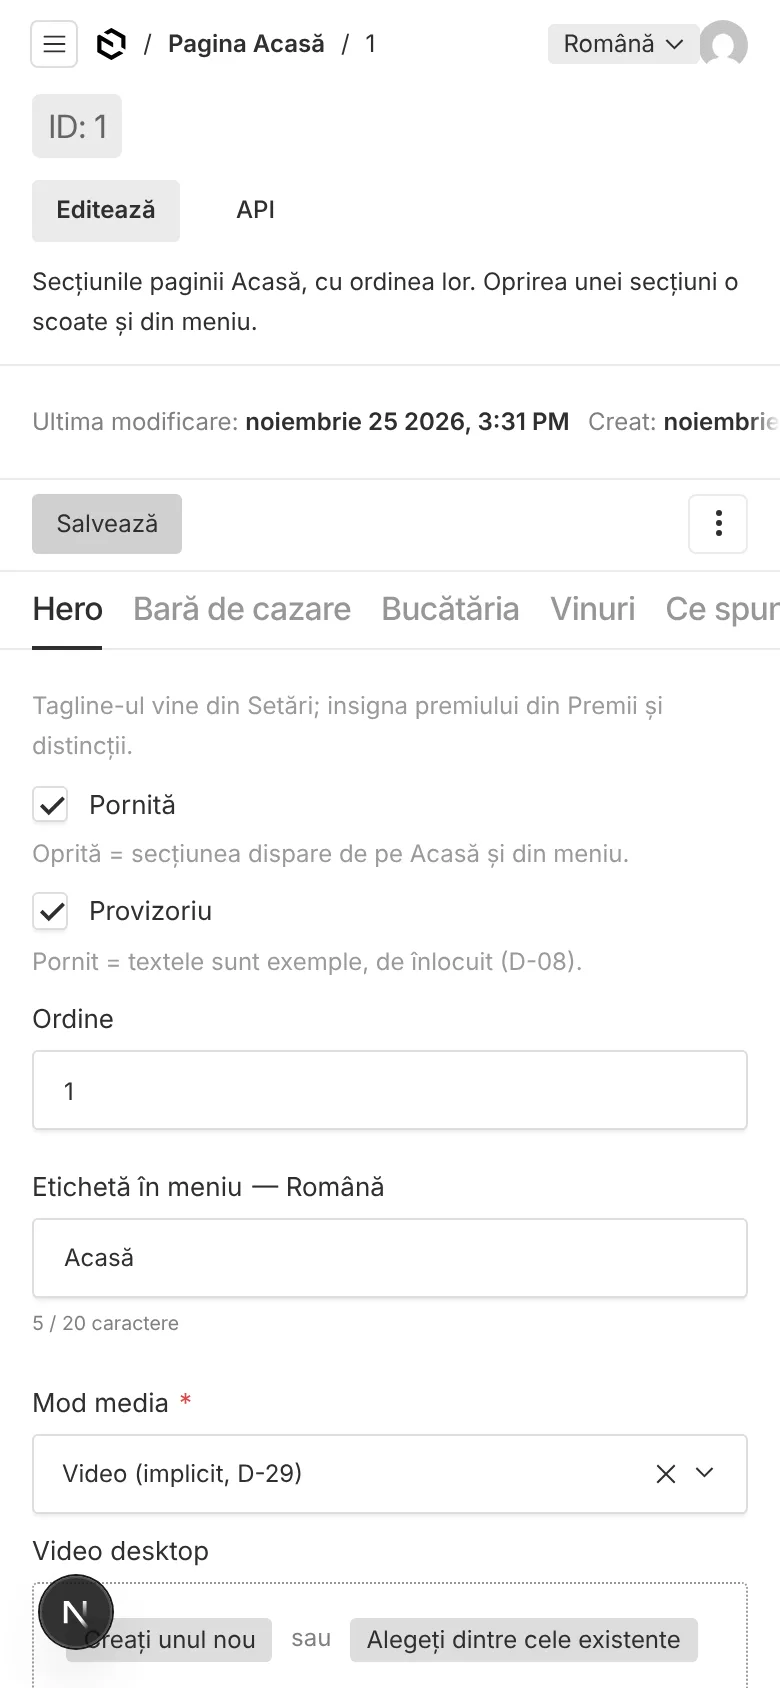 / Pagina Acasă / 1
Română
ID: 1
Editează
API
Secțiunile paginii Acasă, cu ordinea lor. Oprirea unei secțiuni o
scoate și din meniu.
Ultima modificare: noiembrie 25 2026, 3:31 PM Creat: noiembrie
Salvează
Hero Bară de cazare Bucătăria Vinuri Ce spun
Tagline-ul vine din Setări; insigna premiului din Premii și
distincții.
Pornită
Oprită = secțiunea dispare de pe Acasă și din meniu.
Provizoriu
Pornit = textele sunt exemple, de înlocuit (D-08).
Ordine
1
Etichetă în meniu — Română
Acasă
5 / 20 caractere
Mod media *
Video (implicit, D-29)
Video desktop
N
Creați unul nou sau Alegeți dintre cele existente